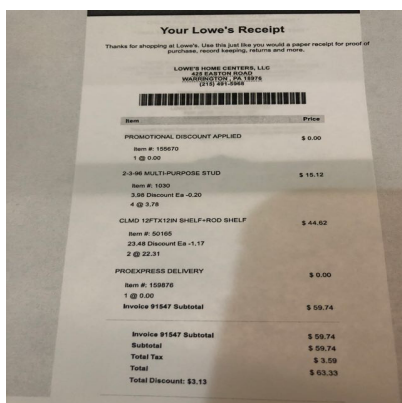 Your Lowe's Receipt
Thanks for shopping at Lowe's. Use this just like you would a paper receipt for proof of
purchase, record keeping, returns and more.
LOWE'S HOME CENTERS, LLC
425 EASTON ROAD
WARRINGTON , PA 18976
(215) 491-5966
Item Price
PROMOTIONAL DISCOUNT APPLIED $ 0.00
Item #: 155670
1 @ 0.00
2-3-96 MULTI-PURPOSE STUD $ 15.12
Item #: 1030
3.98 Discount Ea -0.20
4 @ 3.78
CLMD 12FTX12IN SHELF+ROD SHELF $ 44.62
Item #: 50165
23.48 Discount Ea -1.17
2 @ 22.31
PROEXPRESS DELIVERY $ 0.00
Item #: 159876
1 @ 0.00
Invoice 91547 Subtotal $ 59.74
Invoice 91547 Subtotal $ 59.74
Subtotal $ 59.74
Total Tax $ 3.59
Total $ 63.33
Total Discount: $3.13